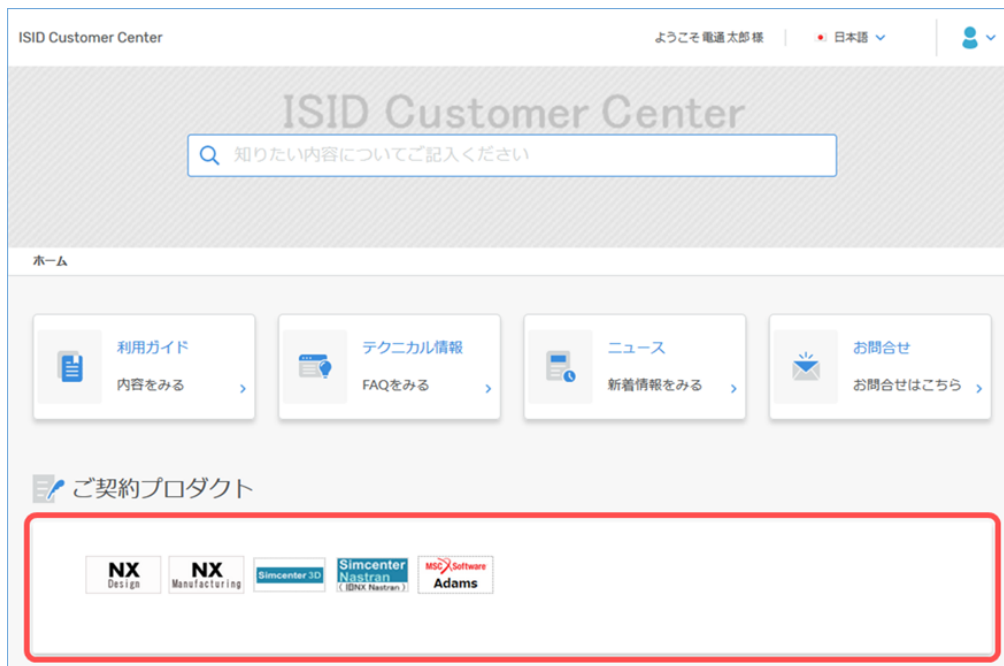 ISID Customer Center
ようこそ 電通 太郎 様
日本語
ISID Customer Center
知りたい内容についてご記入ください
ホーム
利用ガイド
内容をみる
テクニカル情報
FAQをみる
ニュース
新着情報をみる
お問合せ
お問合せはこちら
ご契約プロダクト
NX
Design
NX
Manufacturing
Simcenter 3D
Simcenter
Nastran
(旧NX Nastran)
MSC Software
Adams